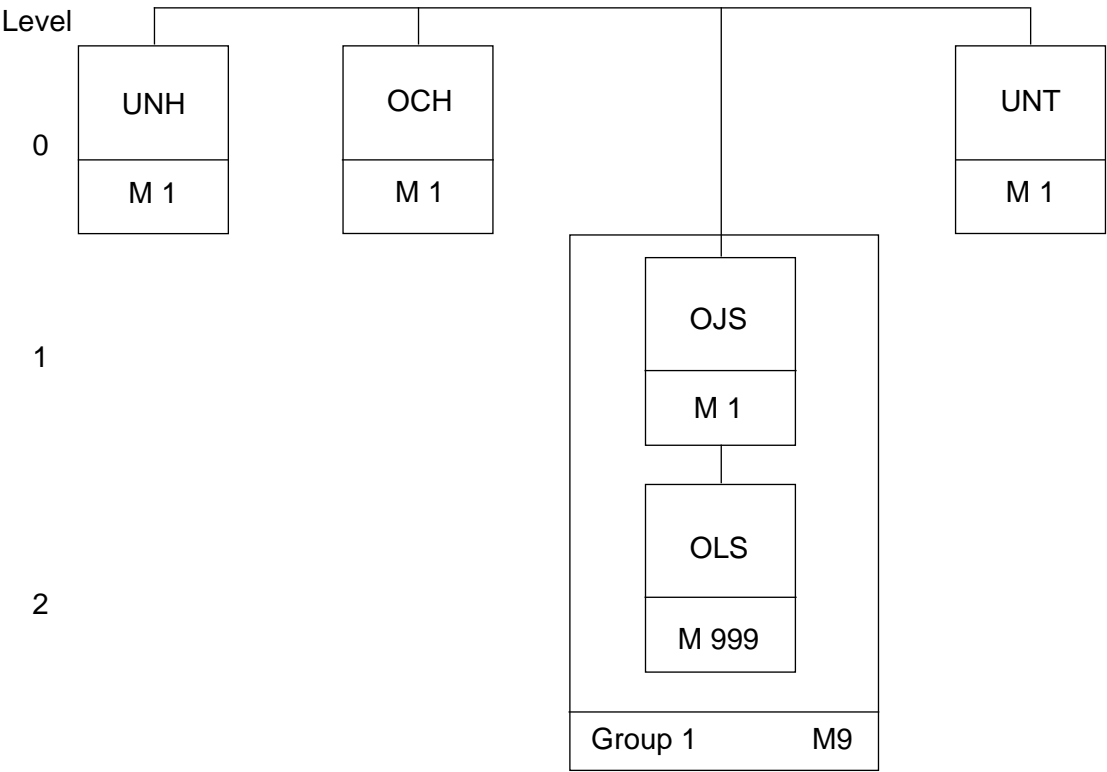 Level
UNH
OCH
UNT
0
M 1
M 1
M 1
OJS
1
M 1
OLS
2
M 999
Group 1 M9